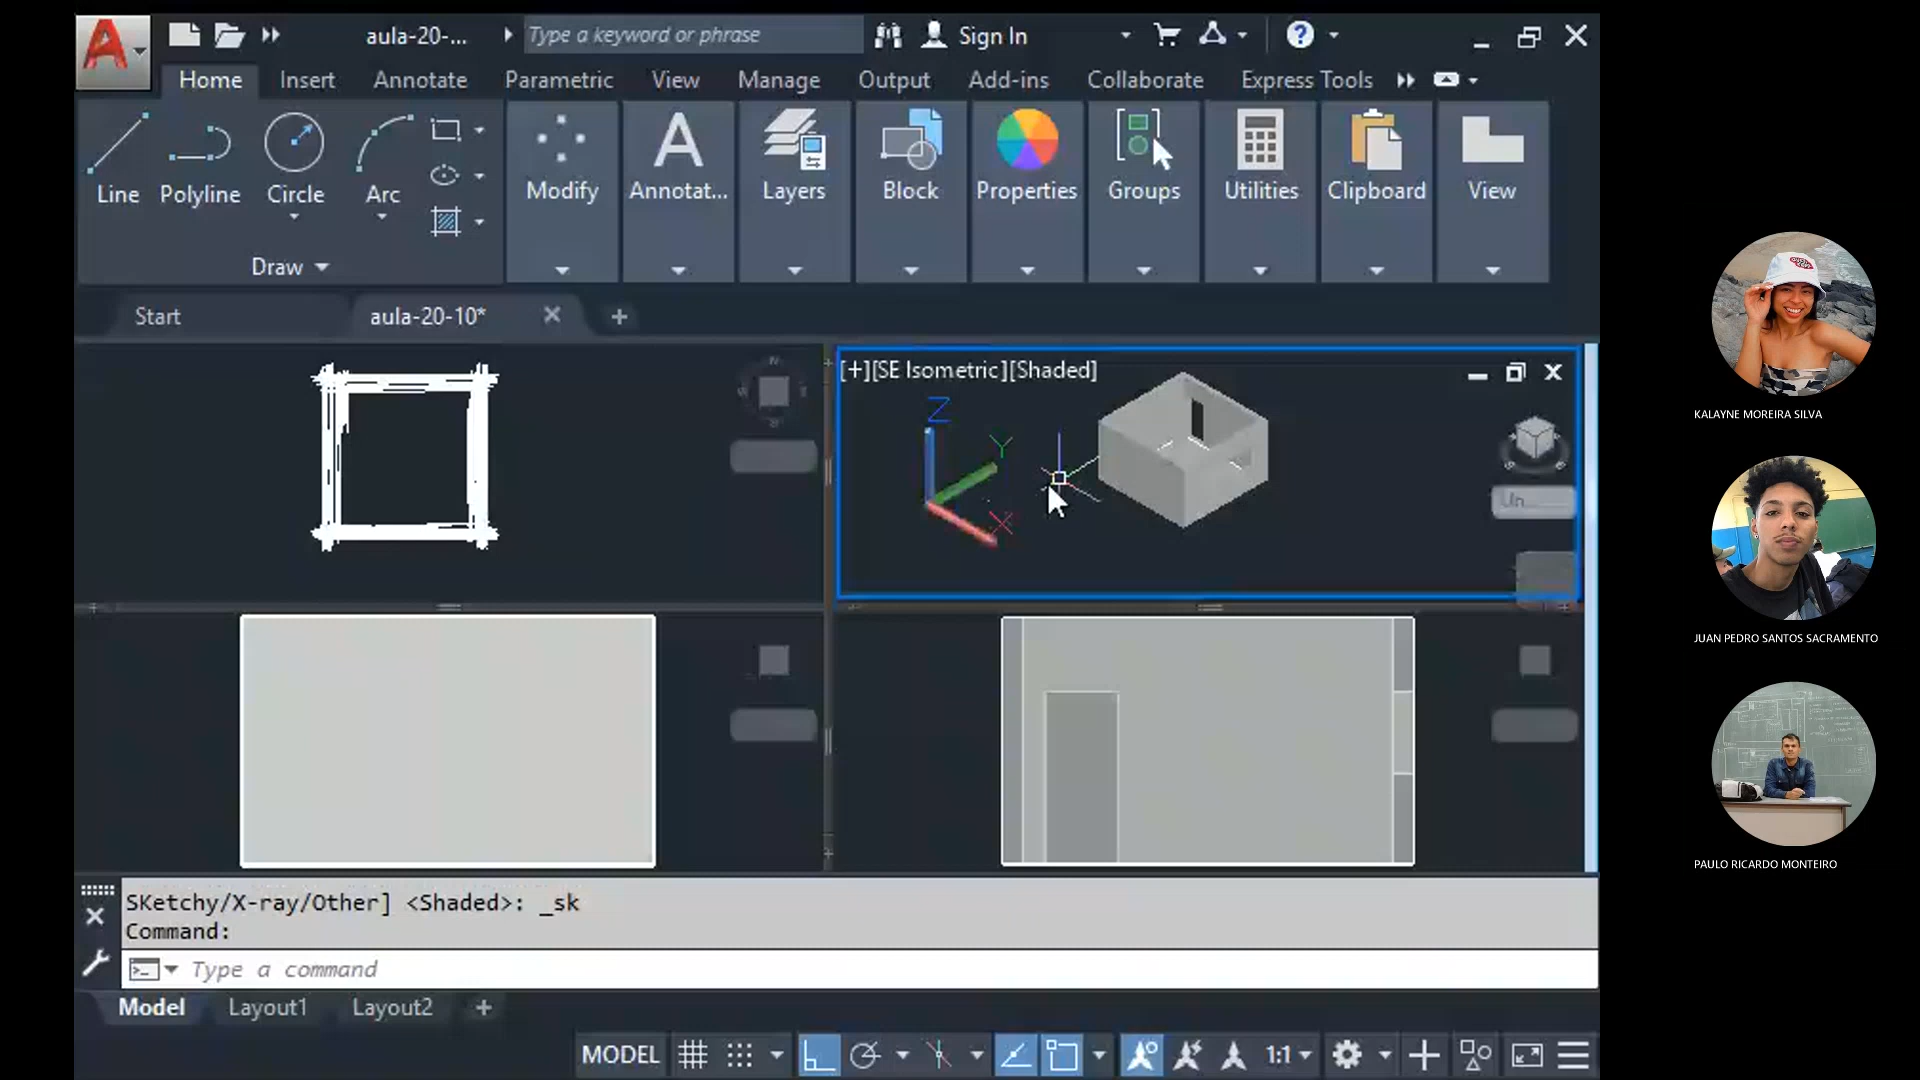 aula-20-...
Type a keyword or phrase
Sign In
Home Insert Annotate Parametric View Manage Output Add-ins Collaborate Express Tools
Line Polyline Circle Arc
Draw
Modify Annotat... Layers Block Properties Groups Utilities Clipboard View
Start aula-20-10*
[+][SE Isometric][Shaded]
Z
Y
X
Un...
SKetchy/X-ray/Other] <Shaded>: _sk
Command:
Type a command
Model Layout1 Layout2 +
MODEL 1:1
KALAYNE MOREIRA SILVA
JUAN PEDRO SANTOS SACRAMENTO
PAULO RICARDO MONTEIRO